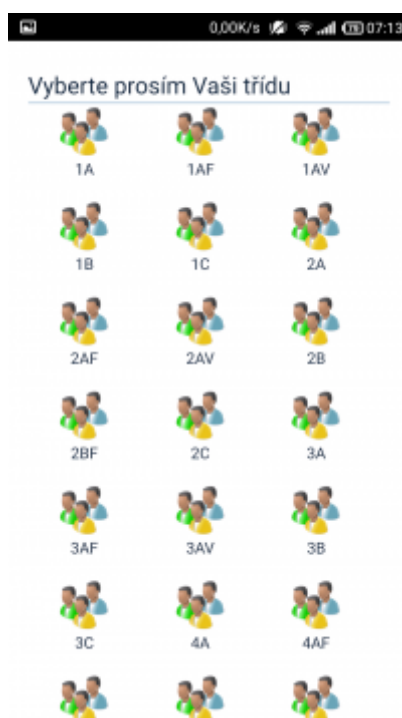 0,00K/s 75 07:13
Vyberte prosím Vaši třídu
1A 1AF 1AV
1B 1C 2A
2AF 2AV 2B
2BF 2C 3A
3AF 3AV 3B
3C 4A 4AF